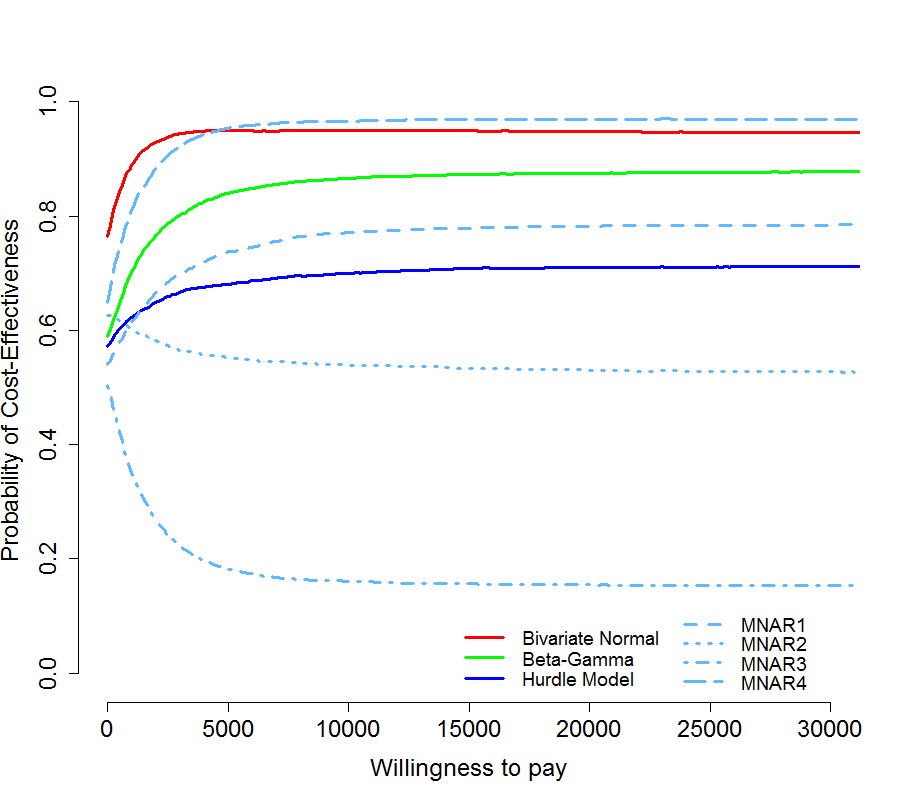 Probability of Cost-Effectiveness
1.0
0.8
0.6
0.4
0.2
0.0
Bivariate Normal
Beta-Gamma
Hurdle Model
MNAR1
MNAR2
MNAR3
MNAR4
0 5000 10000 15000 20000 25000 30000
Willingness to pay